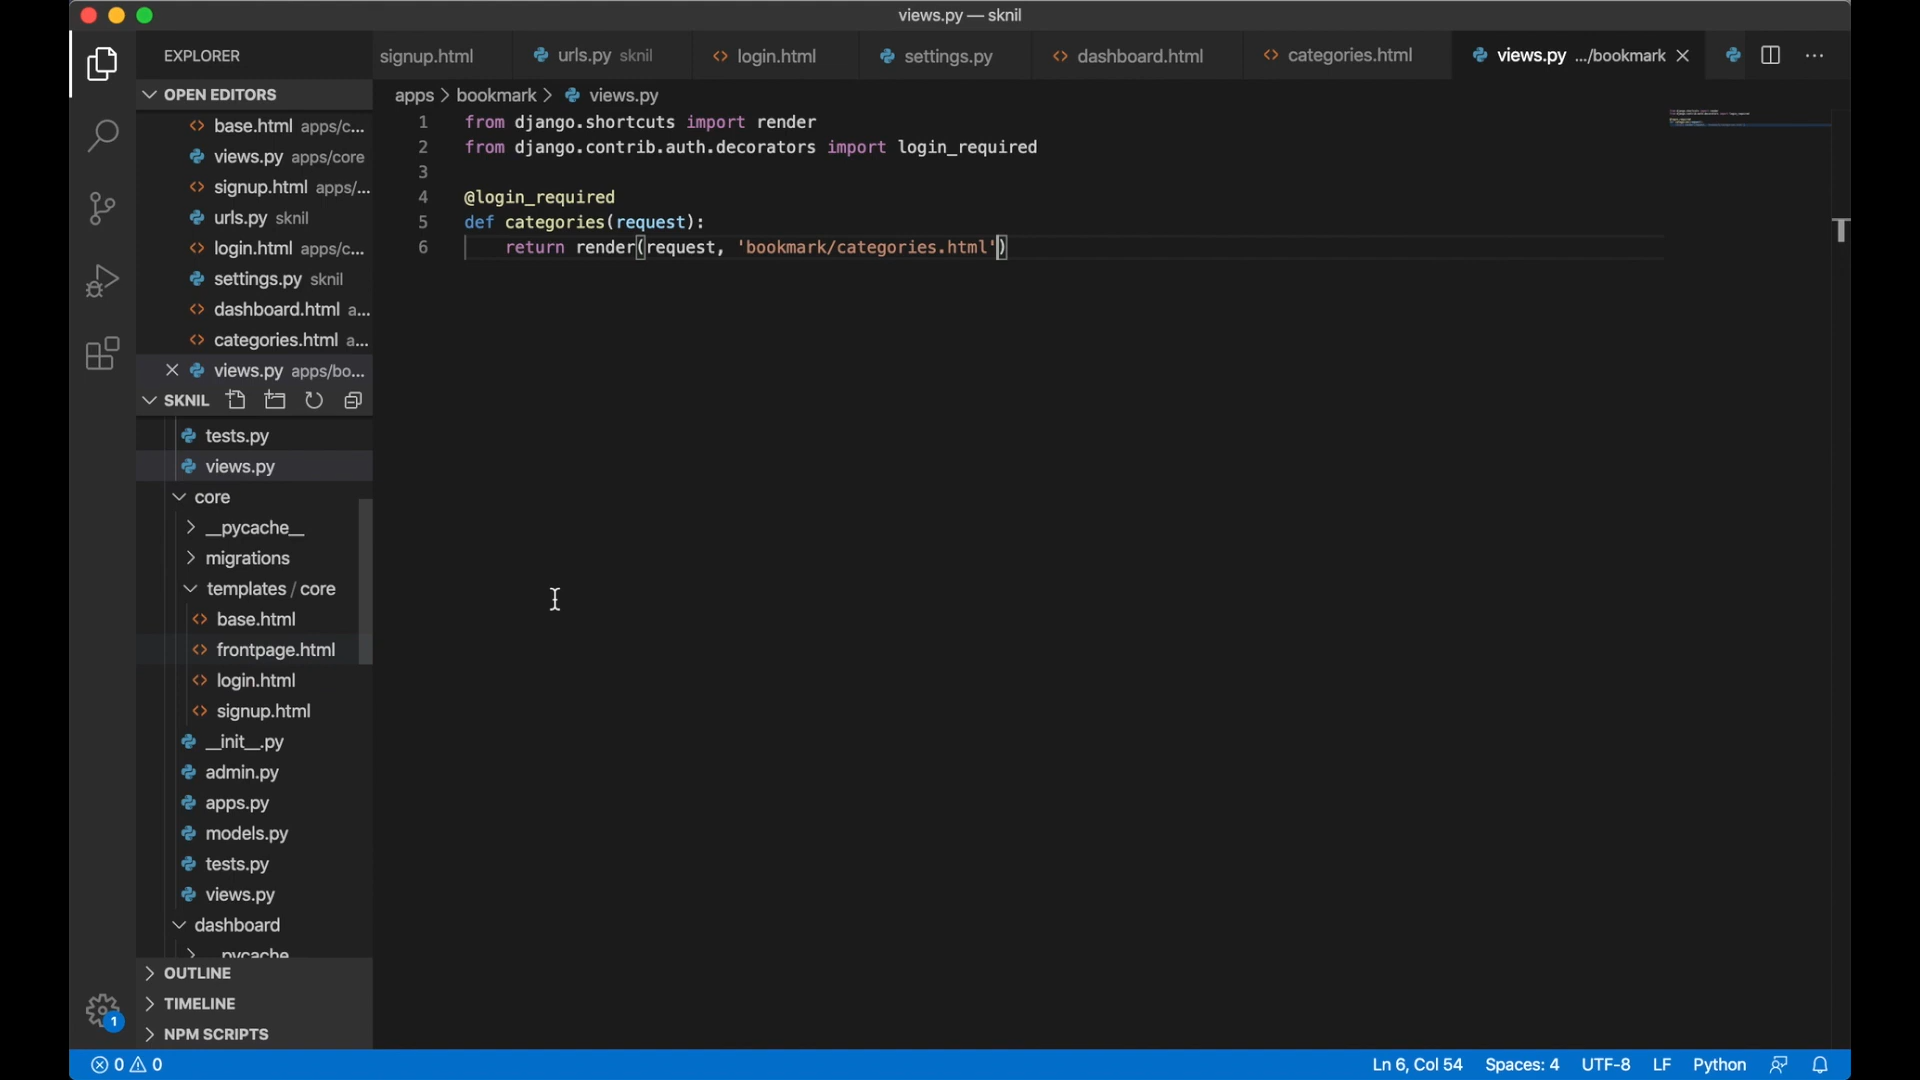 views.py — sknil
EXPLORER
signup.html
urls.py sknil
login.html
settings.py
dashboard.html
categories.html
views.py .../bookmark
OPEN EDITORS
base.html apps/c...
views.py apps/core
signup.html apps/...
urls.py sknil
login.html apps/c...
settings.py sknil
dashboard.html a...
categories.html a...
views.py apps/bo...
SKNIL
tests.py
views.py
core
__pycache__
migrations
templates / core
base.html
frontpage.html
login.html
signup.html
__init__.py
admin.py
apps.py
models.py
tests.py
views.py
dashboard
__pycache__
OUTLINE
TIMELINE
NPM SCRIPTS
apps > bookmark > views.py
1 from django.shortcuts import render
2 from django.contrib.auth.decorators import login_required
3
4 @login_required
5 def categories(request):
6 return render(request, 'bookmark/categories.html')
1
0 0
Ln 6, Col 54
Spaces: 4
UTF-8
LF
Python